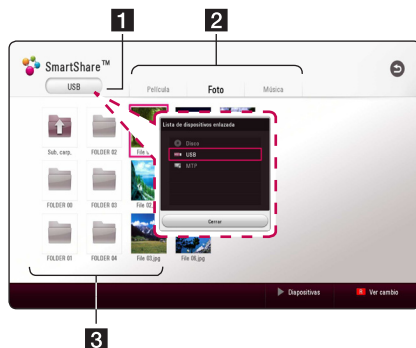 1
2
SmartShare™
USB
Película
Foto
Música
Lista de dispositivos enlazada
Disco
USB
MTP
Cerrar
Sub. carp.
FOLDER 02
FOLDER 00
FOLDER 03
File 02.
FOLDER 01
FOLDER 04
File 03.jpg
File 06.jpg
Diapositivas
R Ver cambio
3